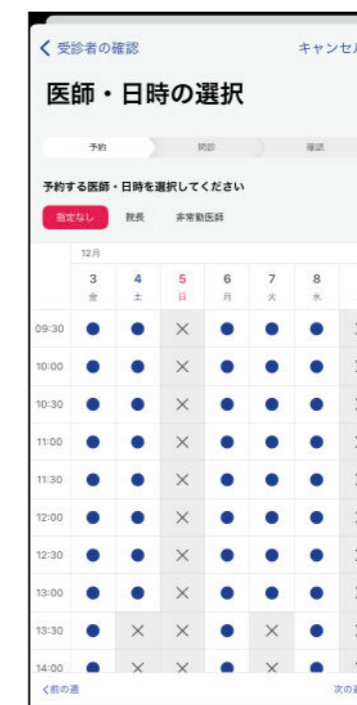 受診者の確認 キャンセル
医師・日時の選択
予約 問診 確認
予約する医師・日時を選択してください
指定なし 院長 非常勤医師
12月
3 4 5 6 7 8
金 土 日 月 火 水
09:30
10:00
10:30
11:00
11:30
12:00
12:30
13:00
13:30
14:00
前の週 次の週